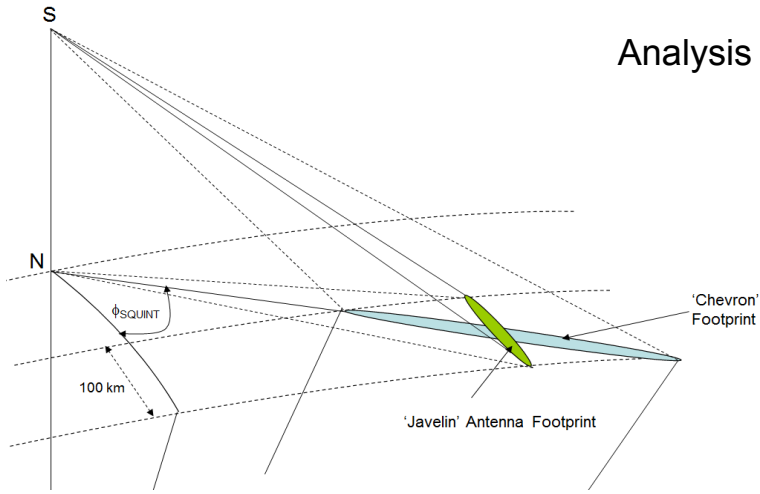 S
Analysis
N
ϕSQUINT
'Chevron'
Footprint
100 km
'Javelin' Antenna Footprint